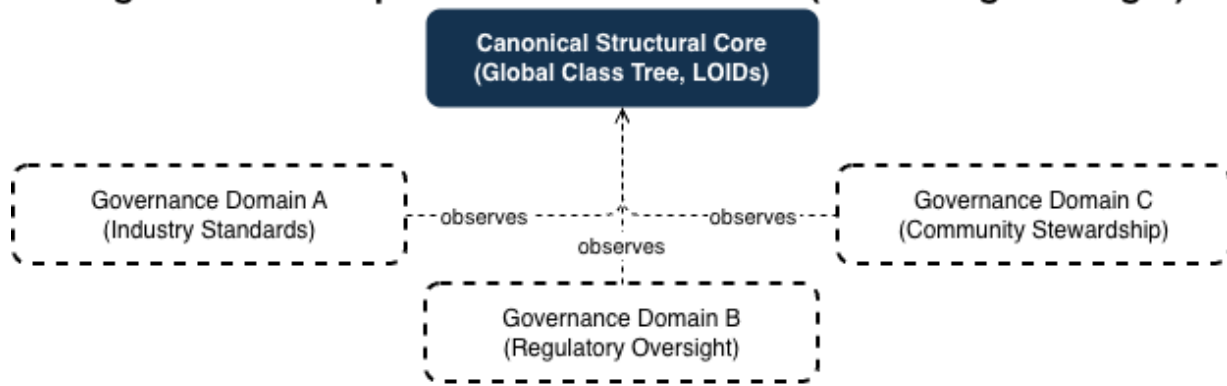 Canonical Structural Core
(Global Class Tree, LOIDs)
Governance Domain A
(Industry Standards)
Governance Domain C
(Community Stewardship)
observes
observes
observes
Governance Domain B
(Regulatory Oversight)